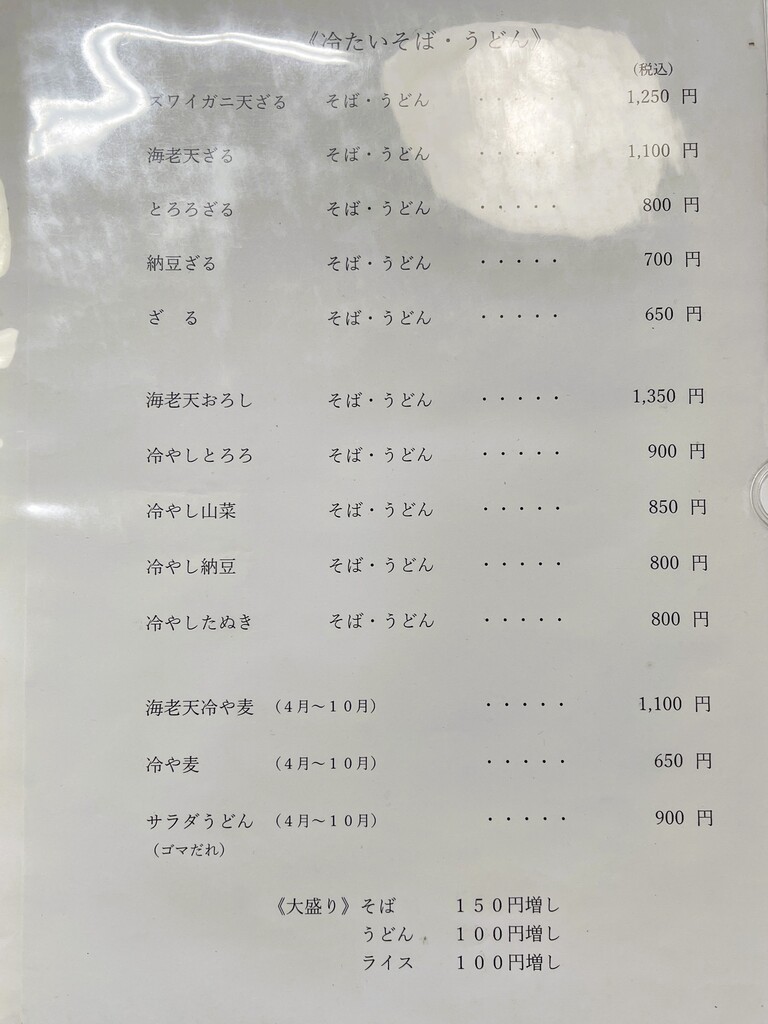 《冷たいそば・うどん》
（税込）
スワイガニ天ざる そば・うどん ・・・・・ 1,250 円
海老天ざる そば・うどん ・・・・・ 1,100 円
とろろざる そば・うどん ・・・・・ 800 円
納豆ざる そば・うどん ・・・・・ 700 円
ざ る そば・うどん ・・・・・ 650 円
海老天おろし そば・うどん ・・・・・ 1,350 円
冷やしとろろ そば・うどん ・・・・・ 900 円
冷やし山菜 そば・うどん ・・・・・ 850 円
冷やし納豆 そば・うどん ・・・・・ 800 円
冷やしたぬき そば・うどん ・・・・・ 800 円
海老天冷や麦 （４月～１０月） ・・・・・ 1,100 円
冷や麦 （４月～１０月） ・・・・・ 650 円
サラダうどん （４月～１０月） ・・・・・ 900 円
（ゴマだれ）
《大盛り》そば １５０円増し
うどん １００円増し
ライス １００円増し